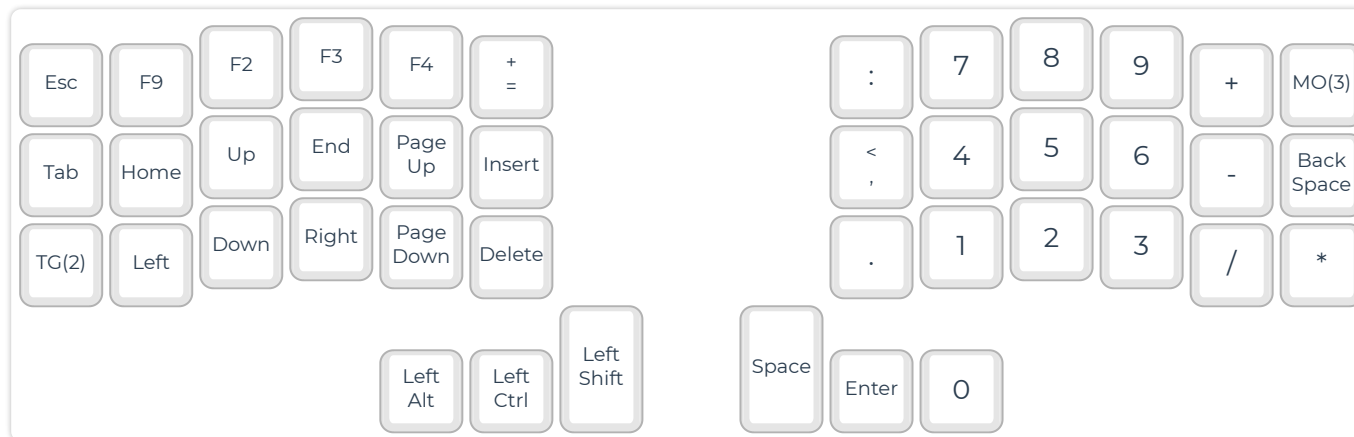 Esc
F9
F2
F3
F4
+
=
:
7
8
9
+
MO(3)
Tab
Home
Up
End
Page
Up
Insert
<
,
4
5
6
-
Back
Space
TG(2)
Left
Down
Right
Page
Down
Delete
.
1
2
3
/
*
Left
Alt
Left
Ctrl
Left
Shift
Space
Enter
0